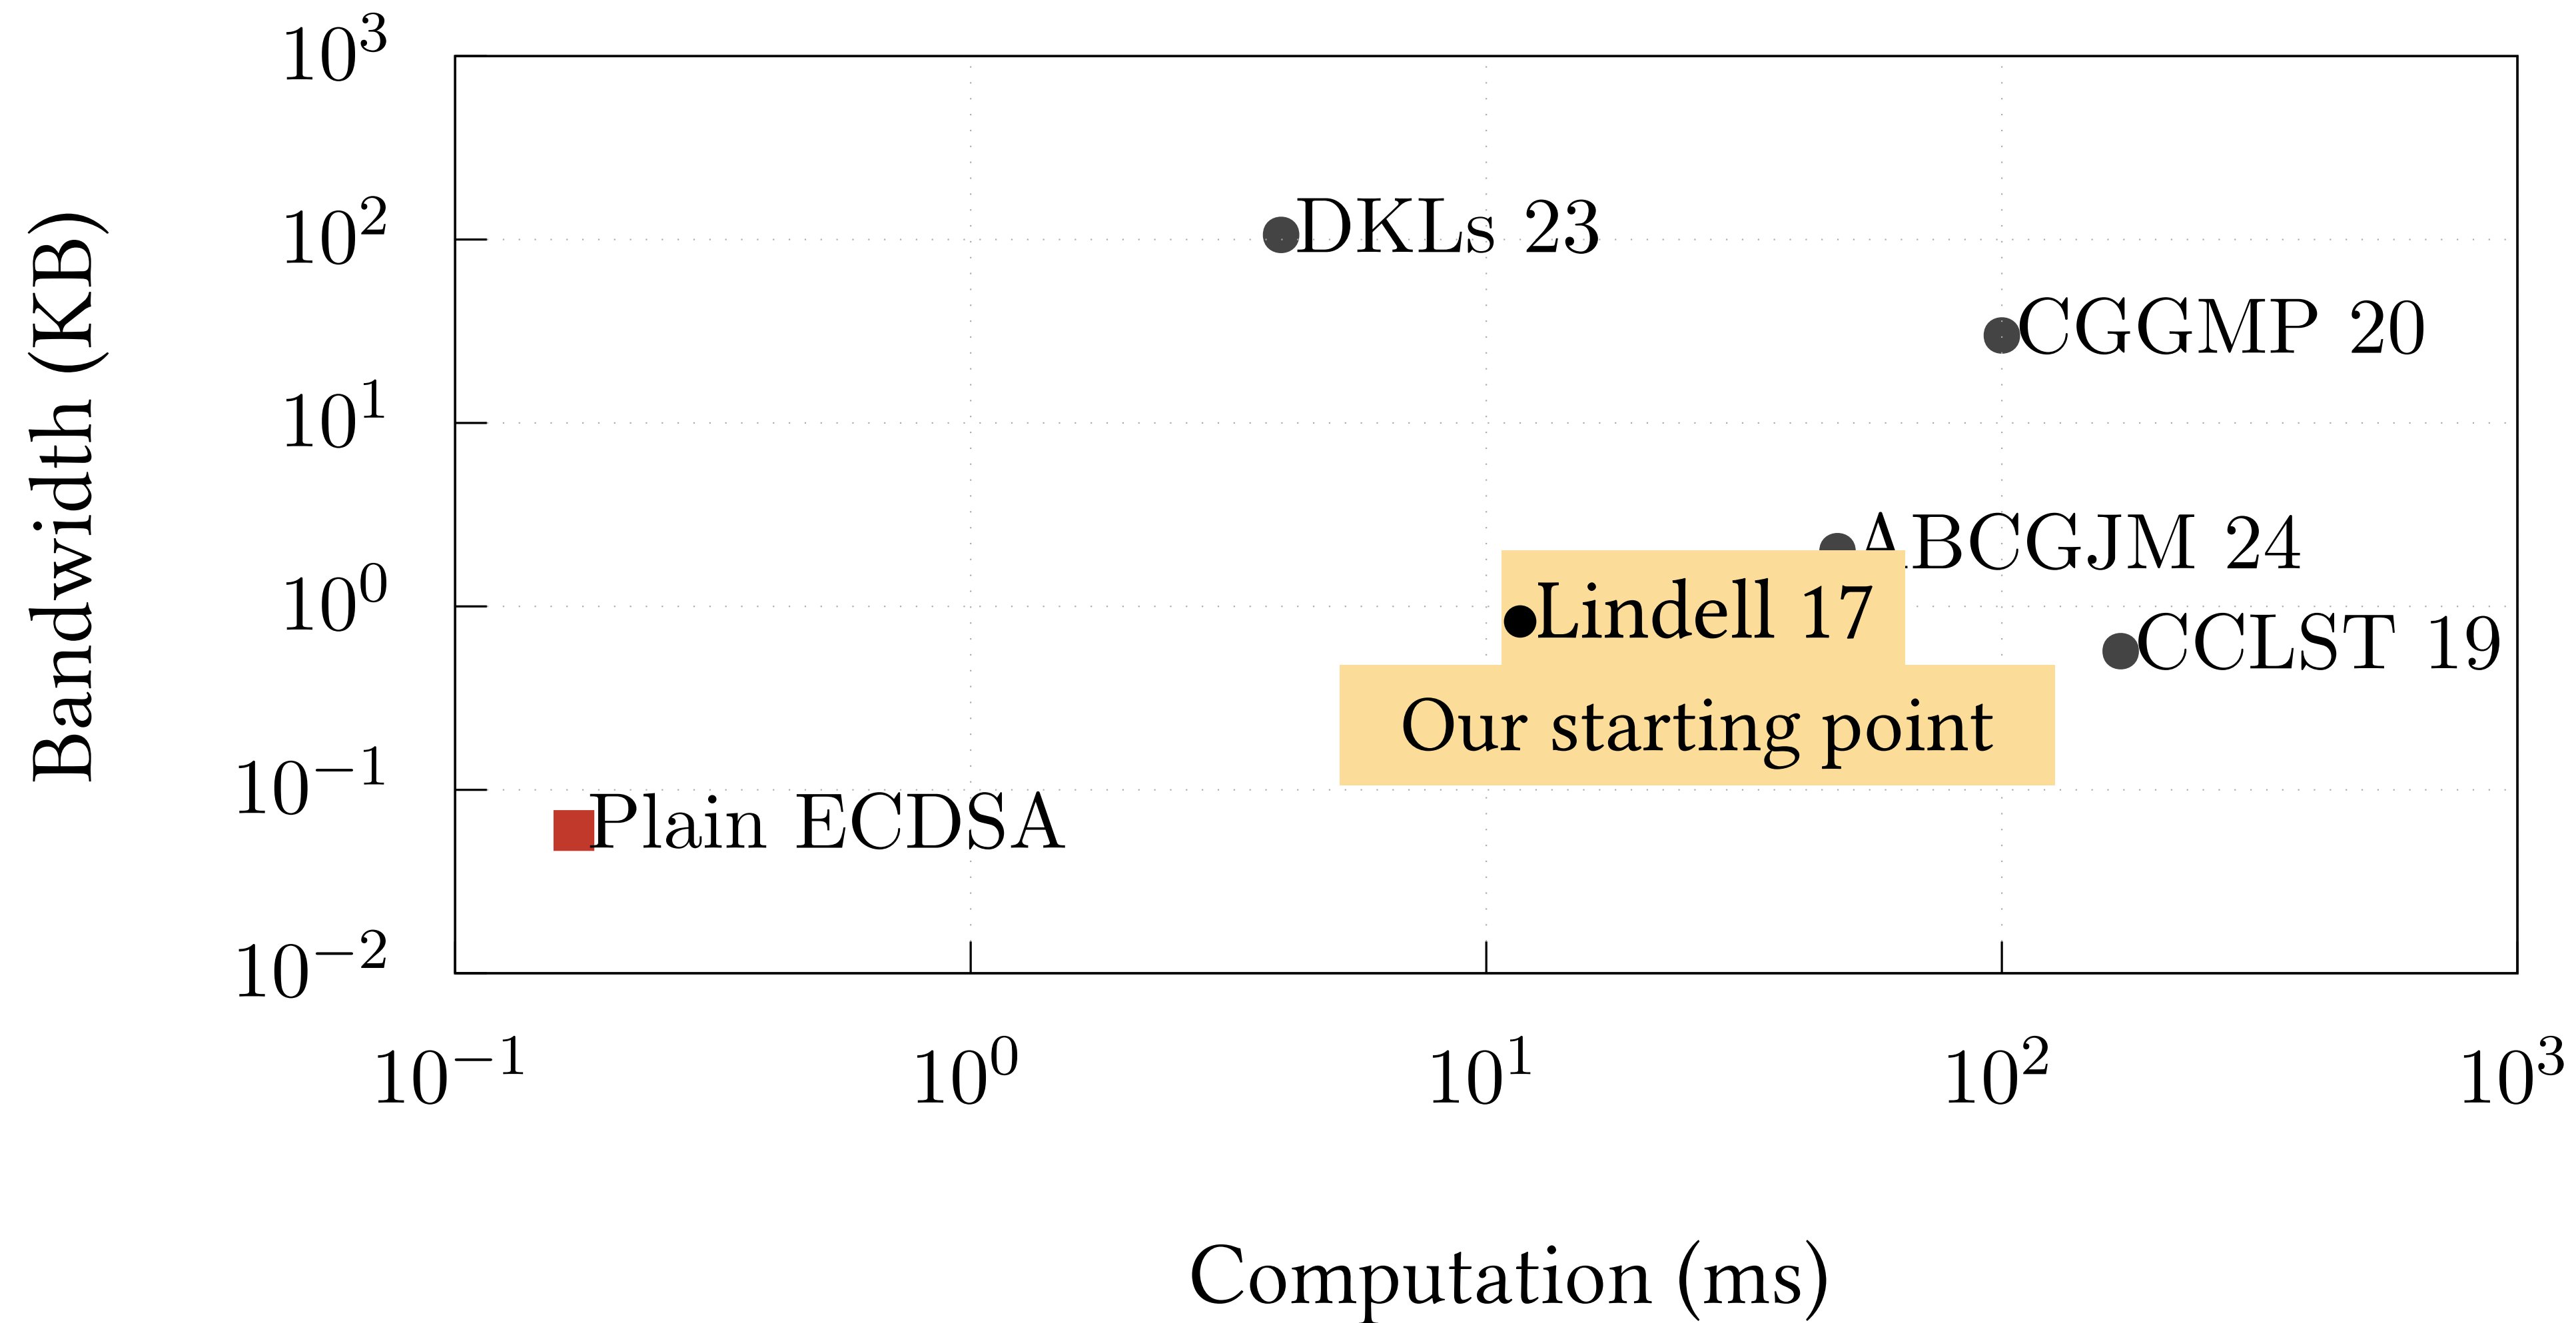 Bandwidth (KB)
10³
10²
10¹
10⁰
10⁻¹
10⁻²
DKLs 23
CGGMP 20
ABCGJM 24
Lindell 17
CCLST 19
Our starting point
Plain ECDSA
10⁻¹ 10⁰ 10¹ 10² 10³
Computation (ms)